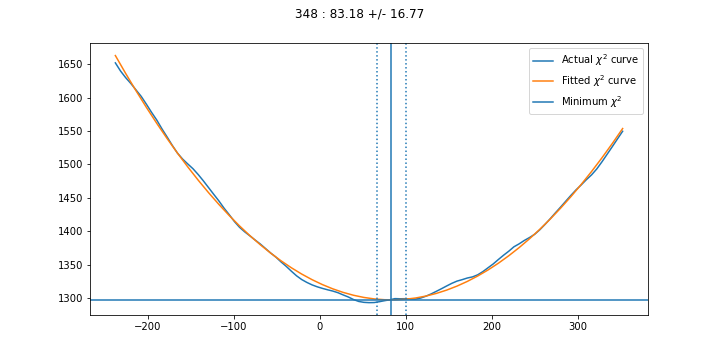 348 : 83.18 +/- 16.77
Actual χ² curve
Fitted χ² curve
Minimum χ²
1650
1600
1550
1500
1450
1400
1350
1300
−200 −100 0 100 200 300